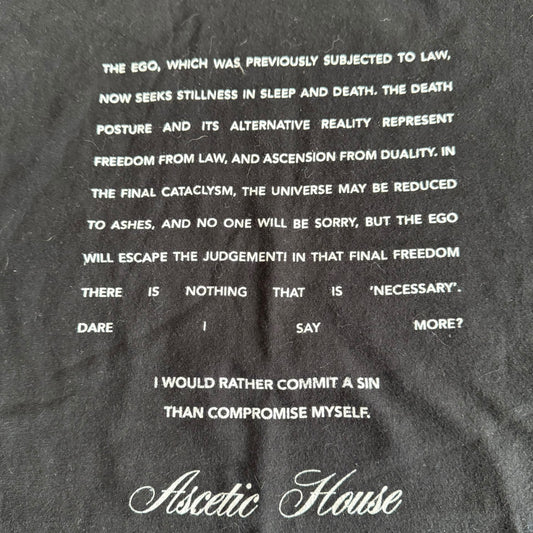 THE EGO, WHICH WAS PREVIOUSLY SUBJECTED TO LAW,
NOW SEEKS STILLNESS IN SLEEP AND DEATH. THE DEATH
POSTURE AND ITS ALTERNATIVE REALITY REPRESENT
FREEDOM FROM LAW, AND ASCENSION FROM DUALITY. IN
THE FINAL CATACLYSM, THE UNIVERSE MAY BE REDUCED
TO ASHES, AND NO ONE WILL BE SORRY, BUT THE EGO
WILL ESCAPE THE JUDGEMENT! IN THAT FINAL FREEDOM
THERE IS NOTHING THAT IS 'NECESSARY'.
DARE I SAY MORE?
I WOULD RATHER COMMIT A SIN
THAN COMPROMISE MYSELF.
Ascetic House